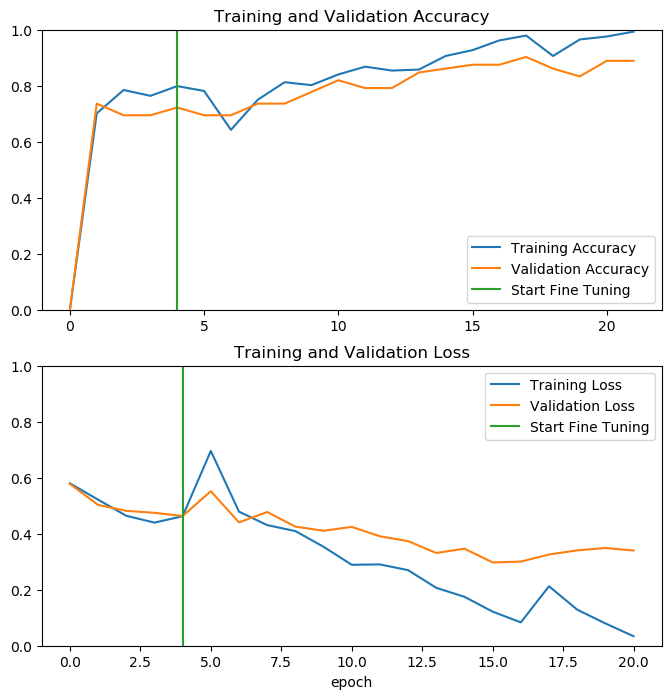 Training and Validation Accuracy
1.0
0.8
0.6
0.4
0.2
0.0
Training Accuracy
Validation Accuracy
Start Fine Tuning
0 5 10 15 20
Training and Validation Loss
1.0
0.8
0.6
0.4
0.2
0.0
Training Loss
Validation Loss
Start Fine Tuning
0.0 2.5 5.0 7.5 10.0 12.5 15.0 17.5 20.0
epoch